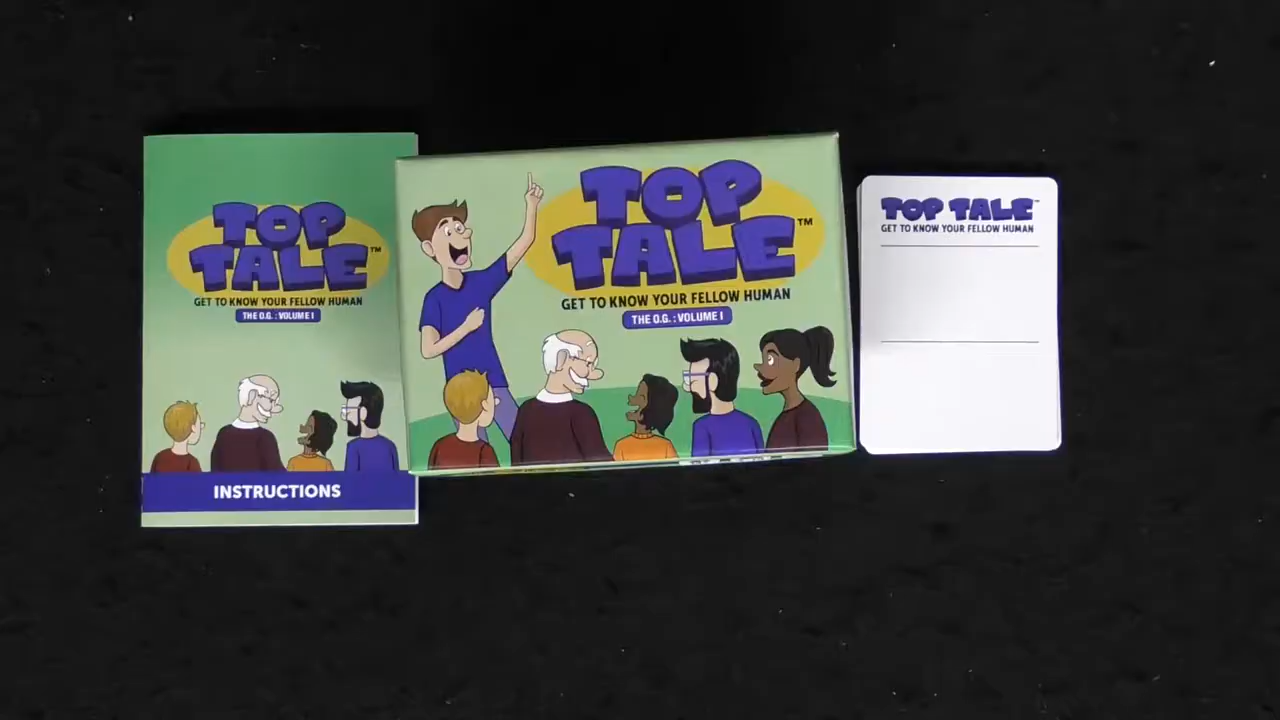 TOP
TALE™
GET TO KNOW YOUR FELLOW HUMAN
THE O.G. : VOLUME I
INSTRUCTIONS
TOP
TALE™
GET TO KNOW YOUR FELLOW HUMAN
THE O.G. : VOLUME I
TOP TALE™
GET TO KNOW YOUR FELLOW HUMAN